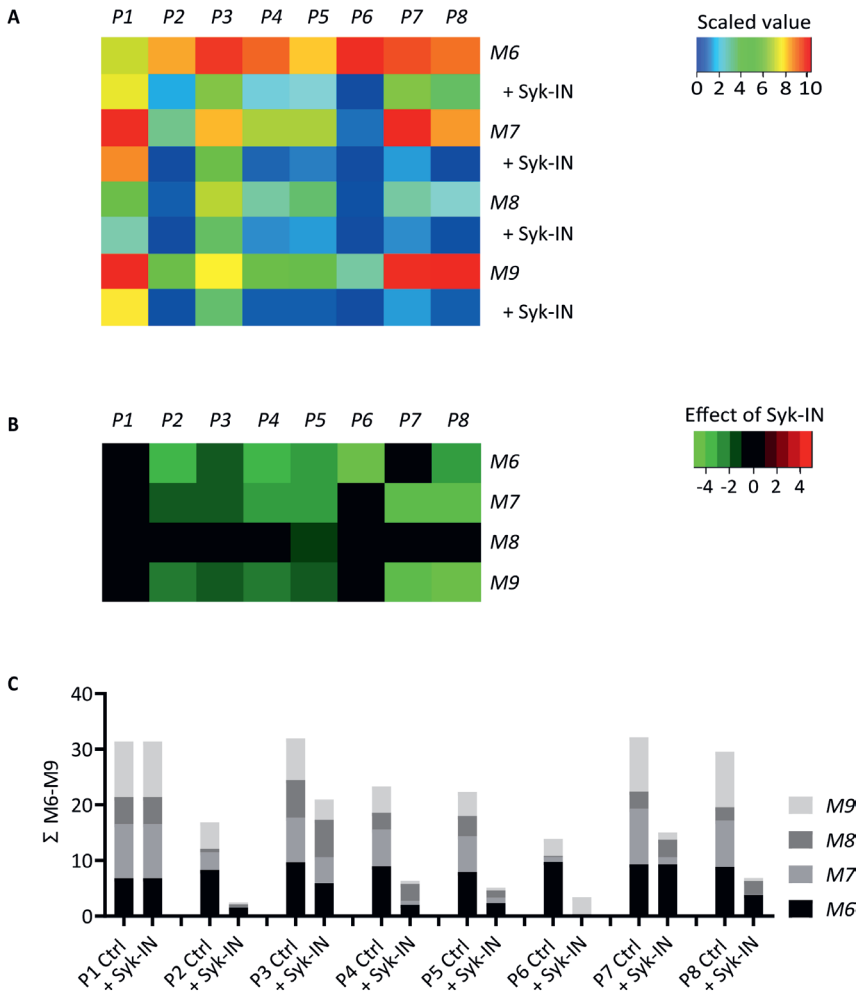 A
P1 P2 P3 P4 P5 P6 P7 P8
M6
+ Syk-IN
M7
+ Syk-IN
M8
+ Syk-IN
M9
+ Syk-IN
Scaled value
0 2 4 6 8 10
B
P1 P2 P3 P4 P5 P6 P7 P8
M6
M7
M8
M9
Effect of Syk-IN
-4 -2 0 2 4
C
Σ M6-M9
40
30
20
10
0
P1 Ctrl
+ Syk-IN
P2 Ctrl
+ Syk-IN
P3 Ctrl
+ Syk-IN
P4 Ctrl
+ Syk-IN
P5 Ctrl
+ Syk-IN
P6 Ctrl
+ Syk-IN
P7 Ctrl
+ Syk-IN
P8 Ctrl
+ Syk-IN
M9
M8
M7
M6